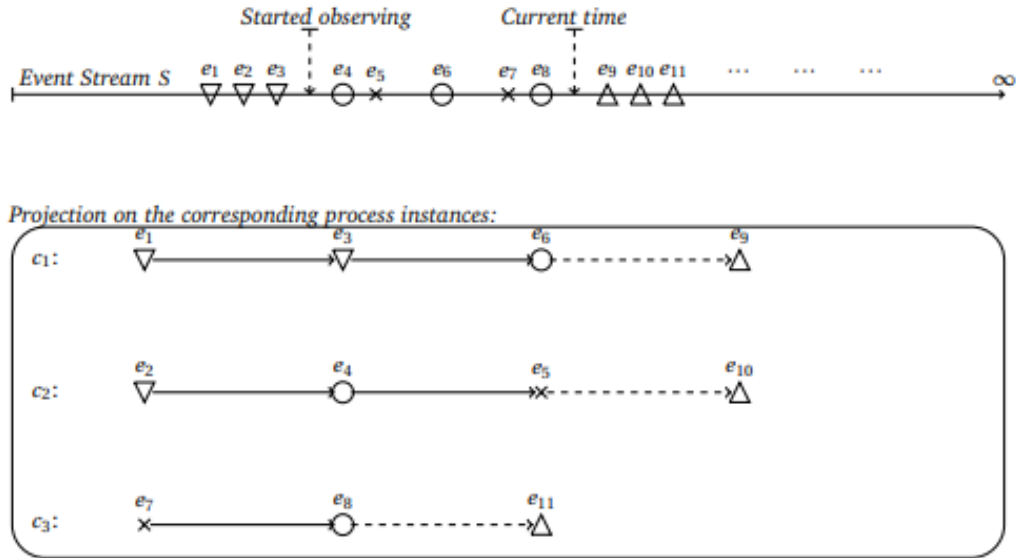 Started observing Current time
Event Stream S e₁ e₂ e₃ e₄ e₅ e₆ e₇ e₈ e₉ e₁₀ e₁₁ ... ... ... ∞
Projection on the corresponding process instances:
e₁ e₃ e₆ e₉
c₁:
e₂ e₄ e₅ e₁₀
c₂:
e₇ e₈ e₁₁
c₃: